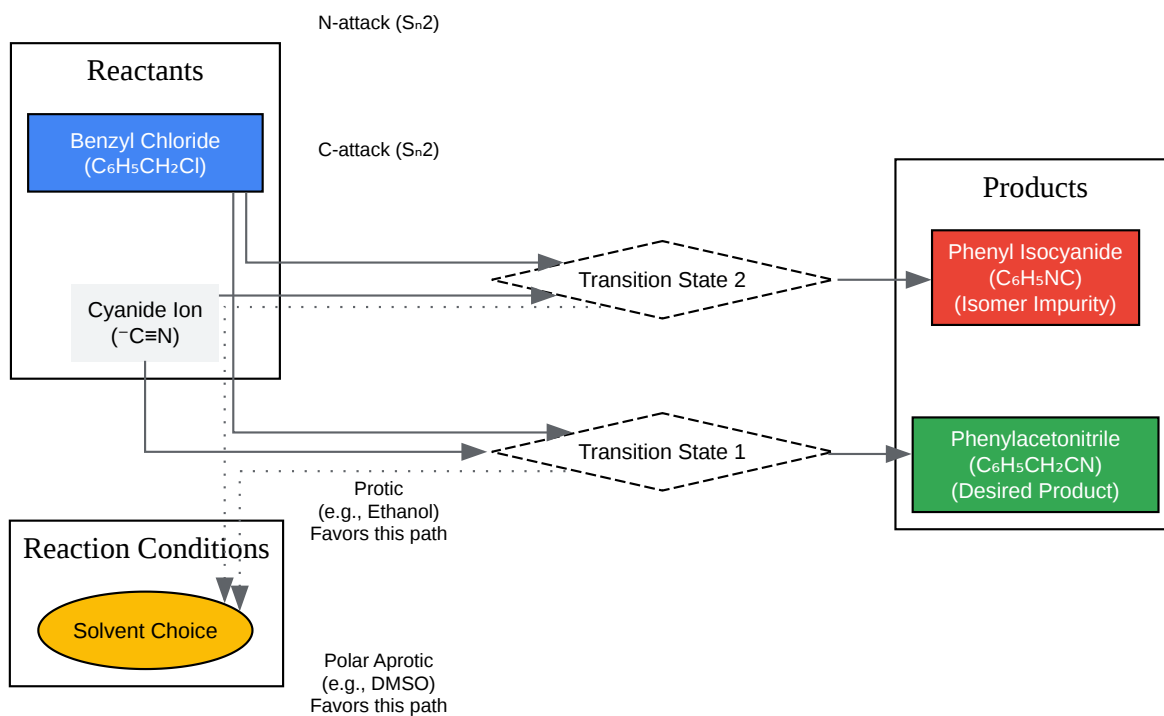 N-attack (Sₙ2)
Reactants
Benzyl Chloride
(C₆H₅CH₂Cl)
C-attack (Sₙ2)
Products
Phenyl Isocyanide
(C₆H₅NC)
(Isomer Impurity)
Transition State 2
Cyanide Ion
(⁻C≡N)
Transition State 1
Phenylacetonitrile
(C₆H₅CH₂CN)
(Desired Product)
Protic
(e.g., Ethanol)
Favors this path
Reaction Conditions
Solvent Choice
Polar Aprotic
(e.g., DMSO)
Favors this path